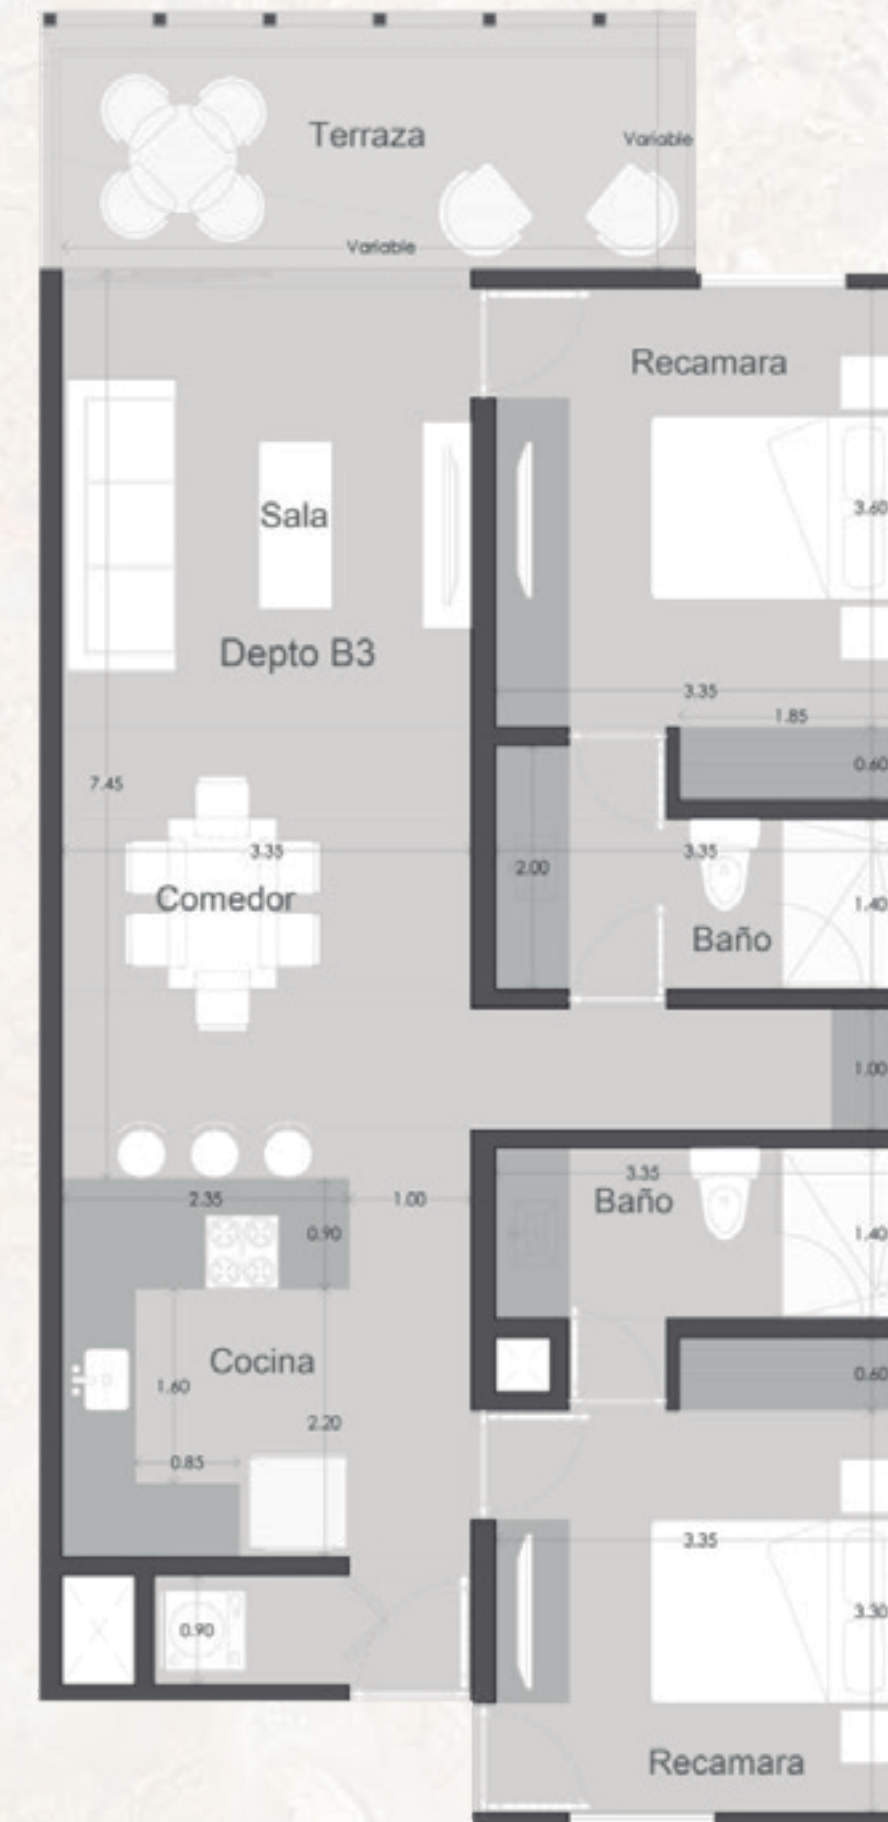 Terraza
Variable
Variable
Recamara
3.60
Sala
Depto B3
3.35
1.85
0.60
7.45
3.35
3.35
2.00
Comedor
1.40
Baño
1.00
3.35
2.35
1.00
Baño
0.90
1.40
Cocina
0.60
1.60
2.20
0.85
3.35
3.30
0.90
Recamara